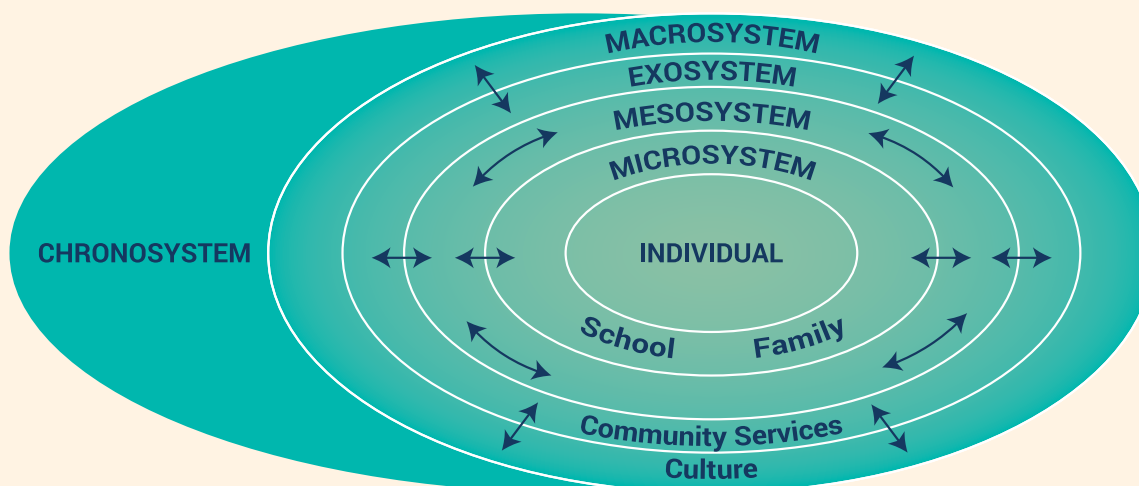 MACROSYSTEM
EXOSYSTEM
MESOSYSTEM
MICROSYSTEM
CHRONOSYSTEM
INDIVIDUAL
School
Family
Community Services
Culture